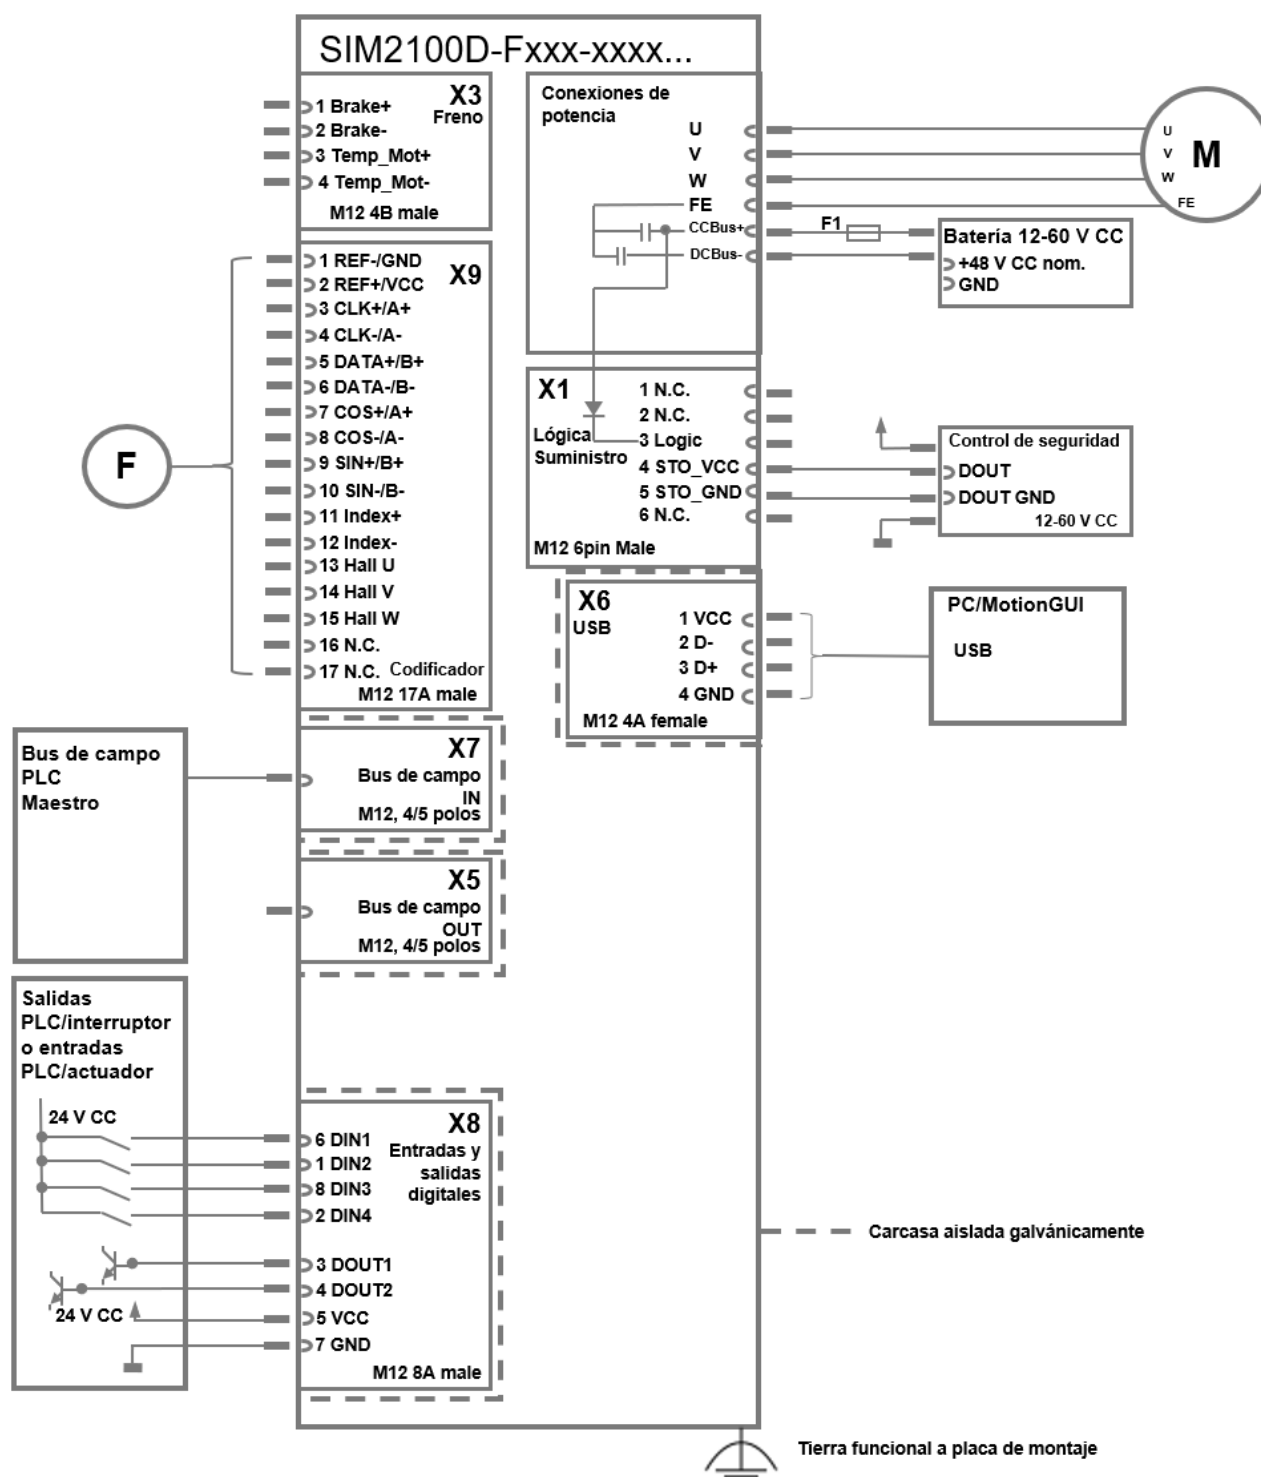 SIM2100D-Fxxx-xxxx...
X3
Freno
1 Brake+
2 Brake-
3 Temp_Mot+
4 Temp_Mot-
M12 4B male
Conexiones de
potencia
U
V
W
FE
CCBus+
DCBus-
U
V
W
FE
M
F1
Batería 12-60 V CC
+48 V CC nom.
GND
X9
1 REF-/GND
2 REF+/VCC
3 CLK+/A+
4 CLK-/A-
5 DATA+/B+
6 DATA-/B-
7 COS+/A+
8 COS-/A-
9 SIN+/B+
10 SIN-/B-
11 Index+
12 Index-
13 Hall U
14 Hall V
15 Hall W
16 N.C.
17 N.C. Codificador
M12 17A male
F
X1
Lógica
Suministro
1 N.C.
2 N.C.
3 Logic
4 STO_VCC
5 STO_GND
6 N.C.
M12 6pin Male
Control de seguridad
DOUT
DOUT GND
12-60 V CC
X6
USB
1 VCC
2 D-
3 D+
4 GND
M12 4A female
PC/MotionGUI
USB
Bus de campo
PLC
Maestro
X7
Bus de campo
IN
M12, 4/5 polos
X5
Bus de campo
OUT
M12, 4/5 polos
Salidas
PLC/interruptor
o entradas
PLC/actuador
24 V CC
24 V CC
X8
Entradas y
salidas
digitales
6 DIN1
1 DIN2
8 DIN3
2 DIN4
3 DOUT1
4 DOUT2
5 VCC
7 GND
M12 8A male
Carcasa aislada galvánicamente
Tierra funcional a placa de montaje